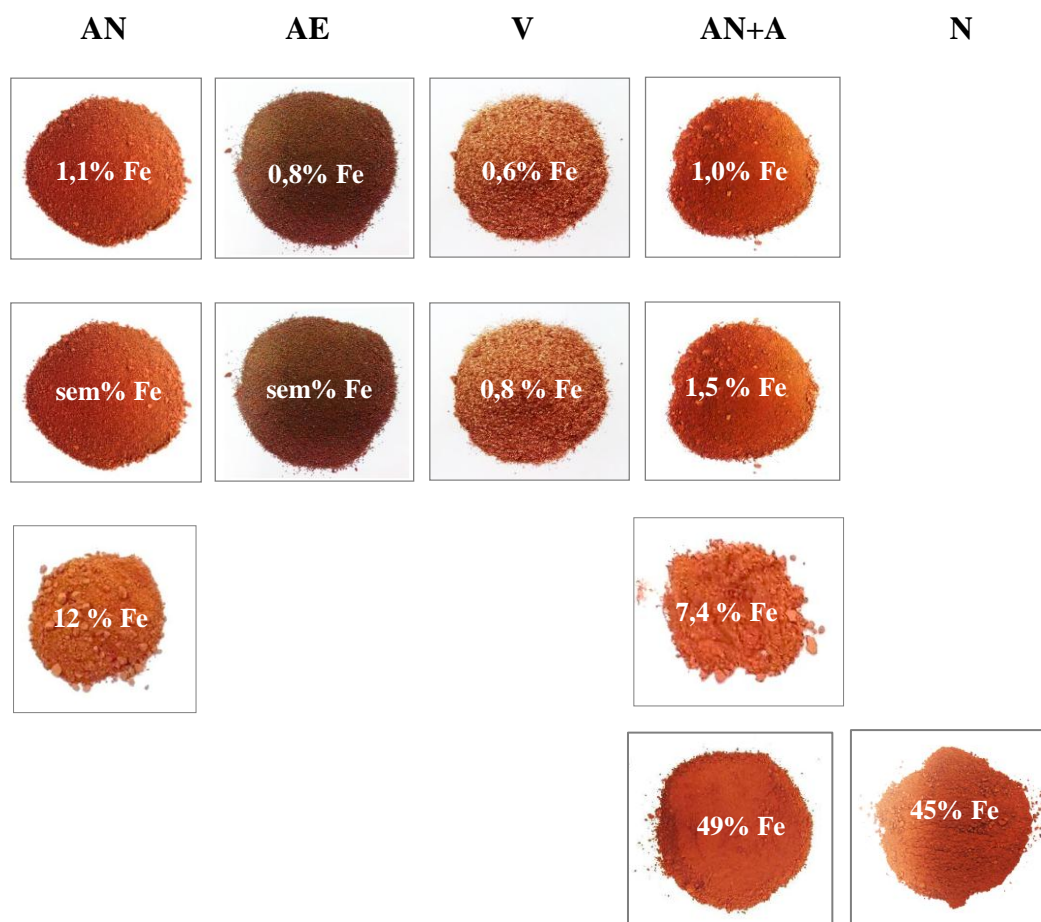 AN AE V AN+A N
1,1% Fe 0,8% Fe 0,6% Fe 1,0% Fe
sem% Fe sem% Fe 0,8 % Fe 1,5 % Fe
12 % Fe 7,4 % Fe
49% Fe 45% Fe